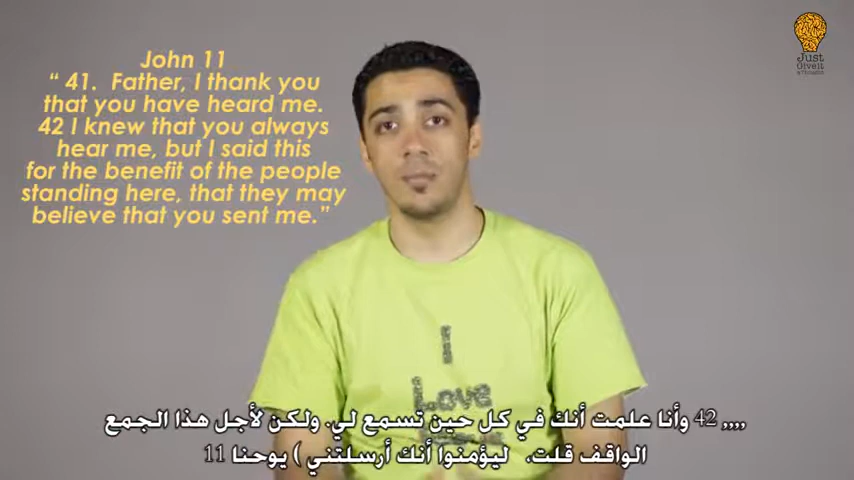 John 11
“ 41. Father, I thank you
that you have heard me.
42 I knew that you always
hear me, but I said this
for the benefit of the people
standing here, that they may
believe that you sent me.”
Just
Giveit
a Thought
I
Love
,,,, 42 وأنا علمت أنك في كل حين تسمع لي. ولكن لأجل هذا الجمع
الواقف قلت، ليؤمنوا أنك أرسلتني ) يوحنا 11